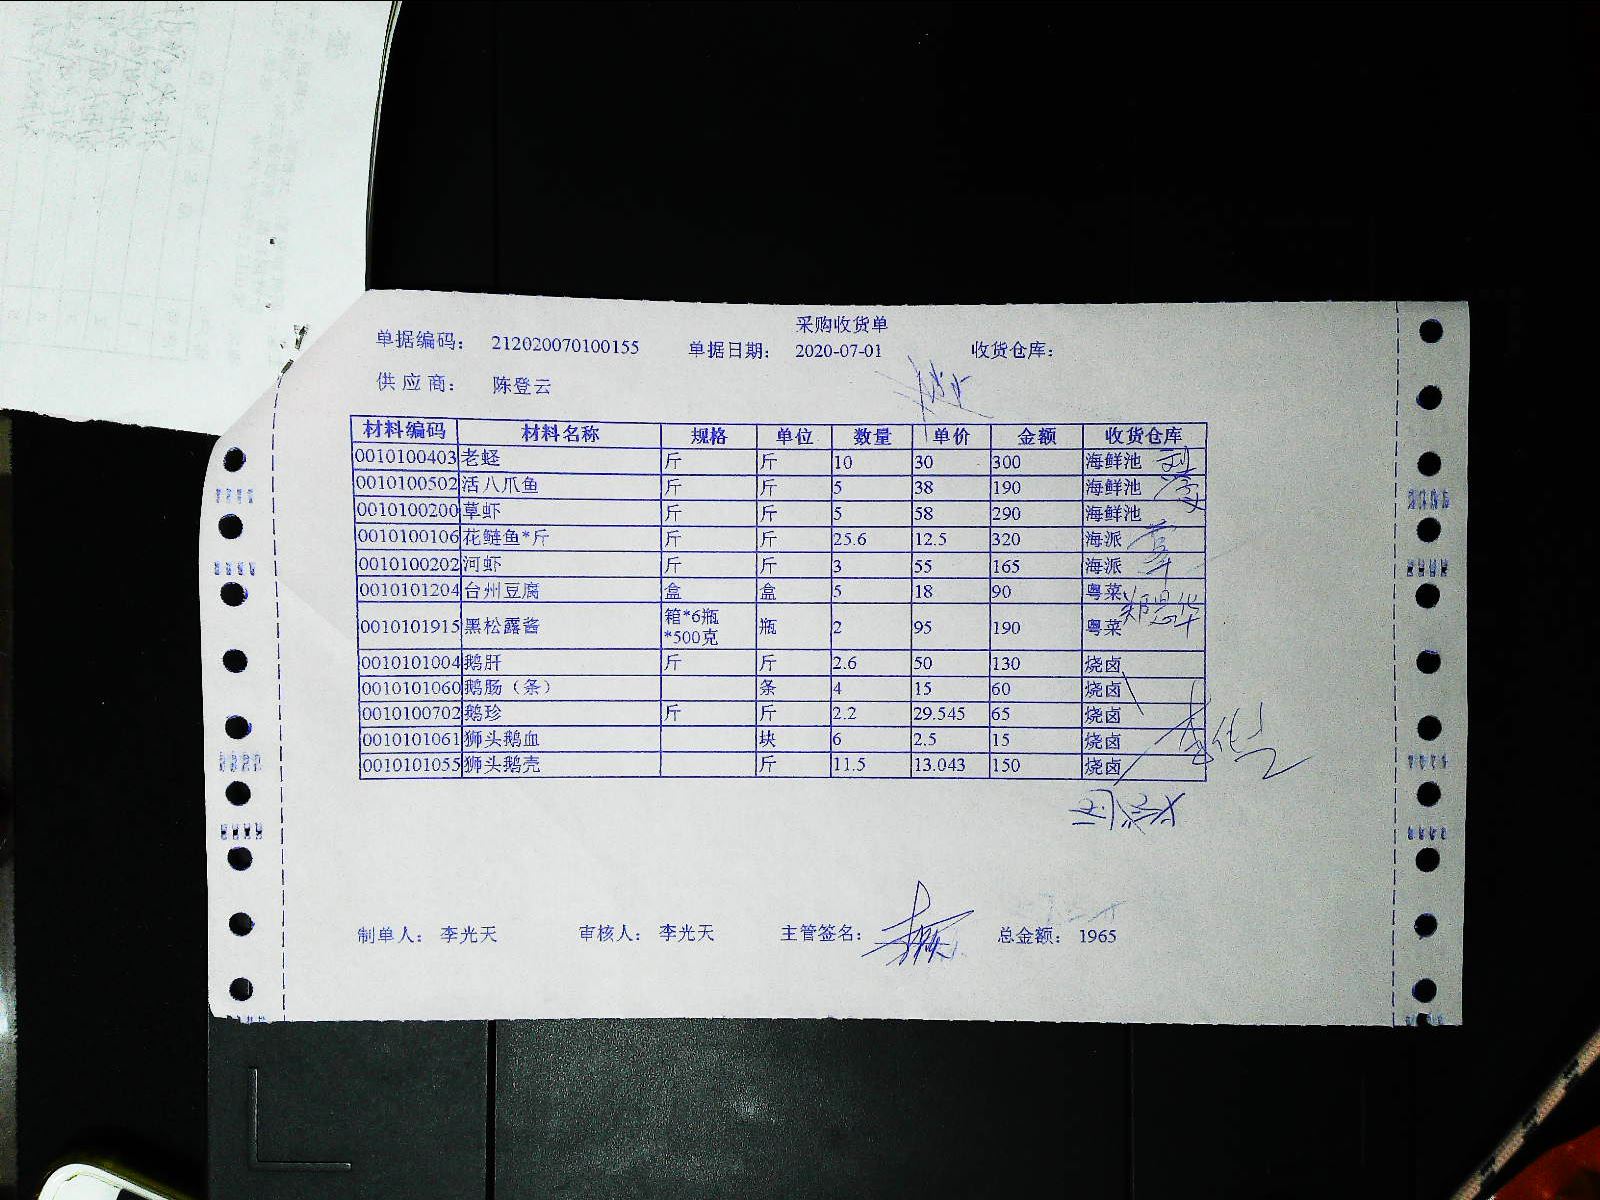 采购收货单
单据编码： 212020070100155 单据日期： 2020-07-01 收货仓库：
供 应 商： 陈登云
材料编码 材料名称 规格 单位 数量 单价 金额 收货仓库
0010100403 老蛏 斤 斤 10 30 300 海鲜池
0010100502 活八爪鱼 斤 斤 5 38 190 海鲜池
0010100200 草虾 斤 斤 5 58 290 海鲜池
0010100106 花鲢鱼*斤 斤 斤 25.6 12.5 320 海派
0010100202 河虾 斤 斤 3 55 165 海派
0010101204 台州豆腐 盒 盒 5 18 90 粤菜
0010101915 黑松露酱 箱*6瓶*500克 瓶 2 95 190 粤菜
0010101004 鹅肝 斤 斤 2.6 50 130 烧卤
0010101060 鹅肠（条） 条 4 15 60 烧卤
0010100702 鹅珍 斤 斤 2.2 29.545 65 烧卤
0010101061 狮头鹅血 块 6 2.5 15 烧卤
0010101055 狮头鹅壳 斤 11.5 13.043 150 烧卤
制单人： 李光天 审核人： 李光天 主管签名： 总金额： 1965